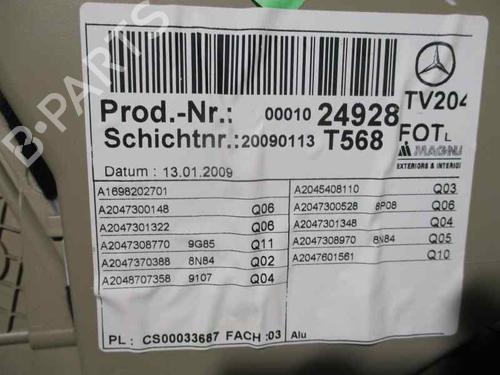 B-PARTS
Prod.-Nr.: 00010 24928
TV204
Schichtnr.: 20090113 T568
FOT L
MAGNA
EXTERIORS & INTERIORS
Datum : 13.01.2009
A1698202701
A2047300148 Q06
A2047301322 Q06
A2047308770 9G85 Q11
A2047370388 8N84 Q02
A2048707358 9107 Q04
A2045408110 Q03
A2047300528 8P08 Q06
A2047301348 Q04
A2047308970 8N84 Q05
A2047601561 Q10
PL : CS00033687 FACH :03 Alu